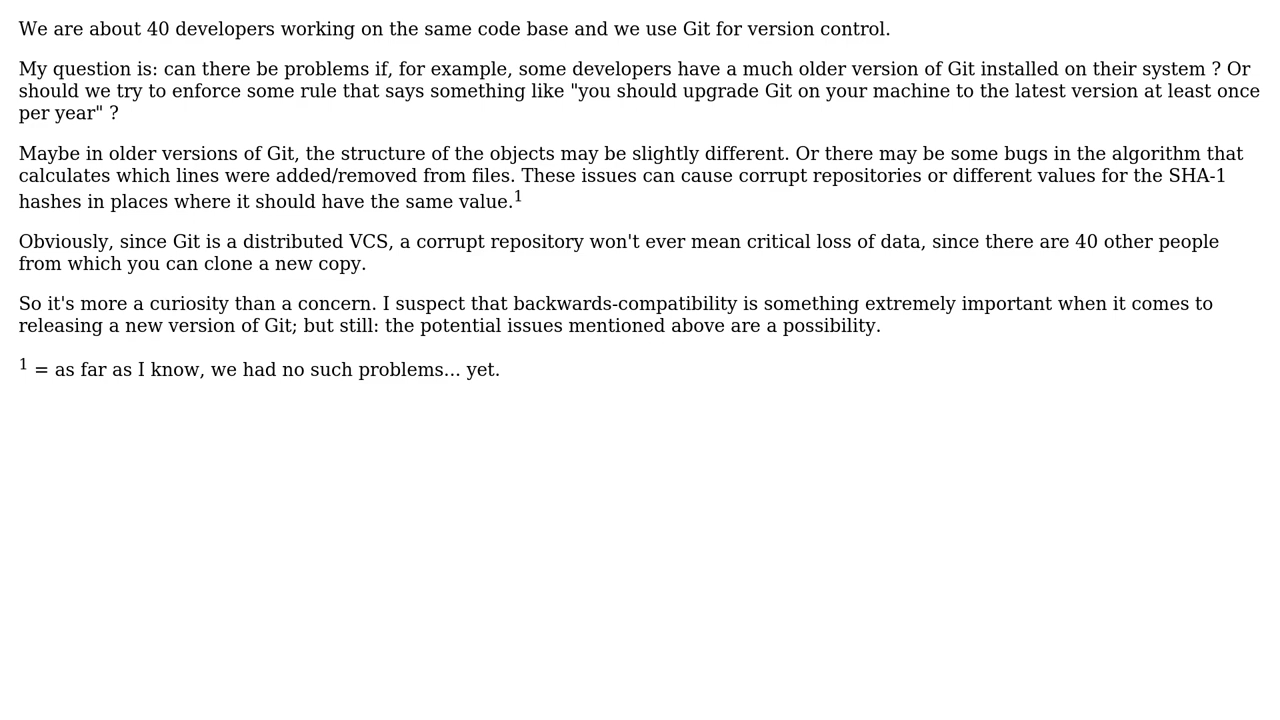 We are about 40 developers working on the same code base and we use Git for version control.
My question is: can there be problems if, for example, some developers have a much older version of Git installed on their system ? Or
should we try to enforce some rule that says something like "you should upgrade Git on your machine to the latest version at least once
per year" ?
Maybe in older versions of Git, the structure of the objects may be slightly different. Or there may be some bugs in the algorithm that
calculates which lines were added/removed from files. These issues can cause corrupt repositories or different values for the SHA-1
hashes in places where it should have the same value.1
Obviously, since Git is a distributed VCS, a corrupt repository won't ever mean critical loss of data, since there are 40 other people
from which you can clone a new copy.
So it's more a curiosity than a concern. I suspect that backwards-compatibility is something extremely important when it comes to
releasing a new version of Git; but still: the potential issues mentioned above are a possibility.
1 = as far as I know, we had no such problems... yet.